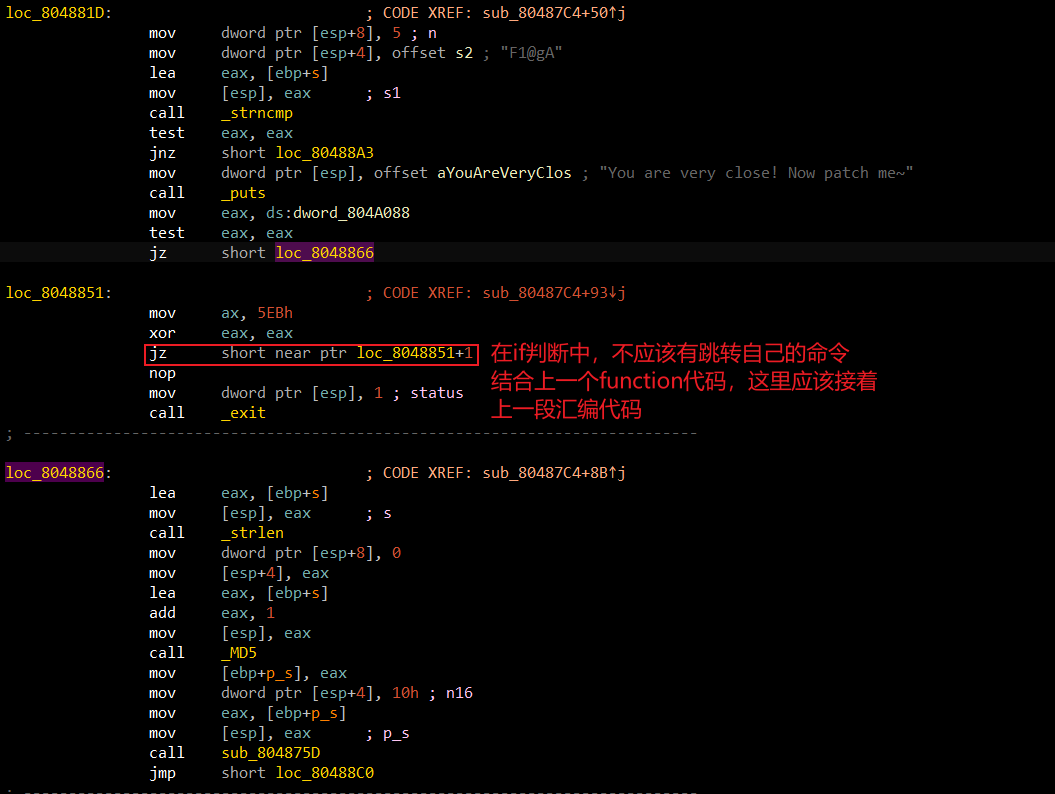 loc_804881D: ; CODE XREF: sub_80487C4+50↑j
mov dword ptr [esp+8], 5 ; n
mov dword ptr [esp+4], offset s2 ; "F1@gA"
lea eax, [ebp+s]
mov [esp], eax ; s1
call _strncmp
test eax, eax
jnz short loc_80488A3
mov dword ptr [esp], offset aYouAreVeryClos ; "You are very close! Now patch me~"
call _puts
mov eax, ds:dword_804A088
test eax, eax
jz short loc_8048866
loc_8048851: ; CODE XREF: sub_80487C4+93↓j
mov ax, 5EBh
xor eax, eax
jz short near ptr loc_8048851+1 在if判断中，不应该有跳转自己的命令
nop 结合上一个function代码，这里应该接着
mov dword ptr [esp], 1 ; status
call _exit 上一段汇编代码
; ---------------------------------------------------------------------------
loc_8048866: ; CODE XREF: sub_80487C4+8B↑j
lea eax, [ebp+s]
mov [esp], eax ; s
call _strlen
mov dword ptr [esp+8], 0
mov [esp+4], eax
lea eax, [ebp+s]
add eax, 1
mov [esp], eax
call _MD5
mov [ebp+p_s], eax
mov dword ptr [esp+4], 10h ; n16
mov eax, [ebp+p_s]
mov [esp], eax ; p_s
call sub_804875D
jmp short loc_80488C0